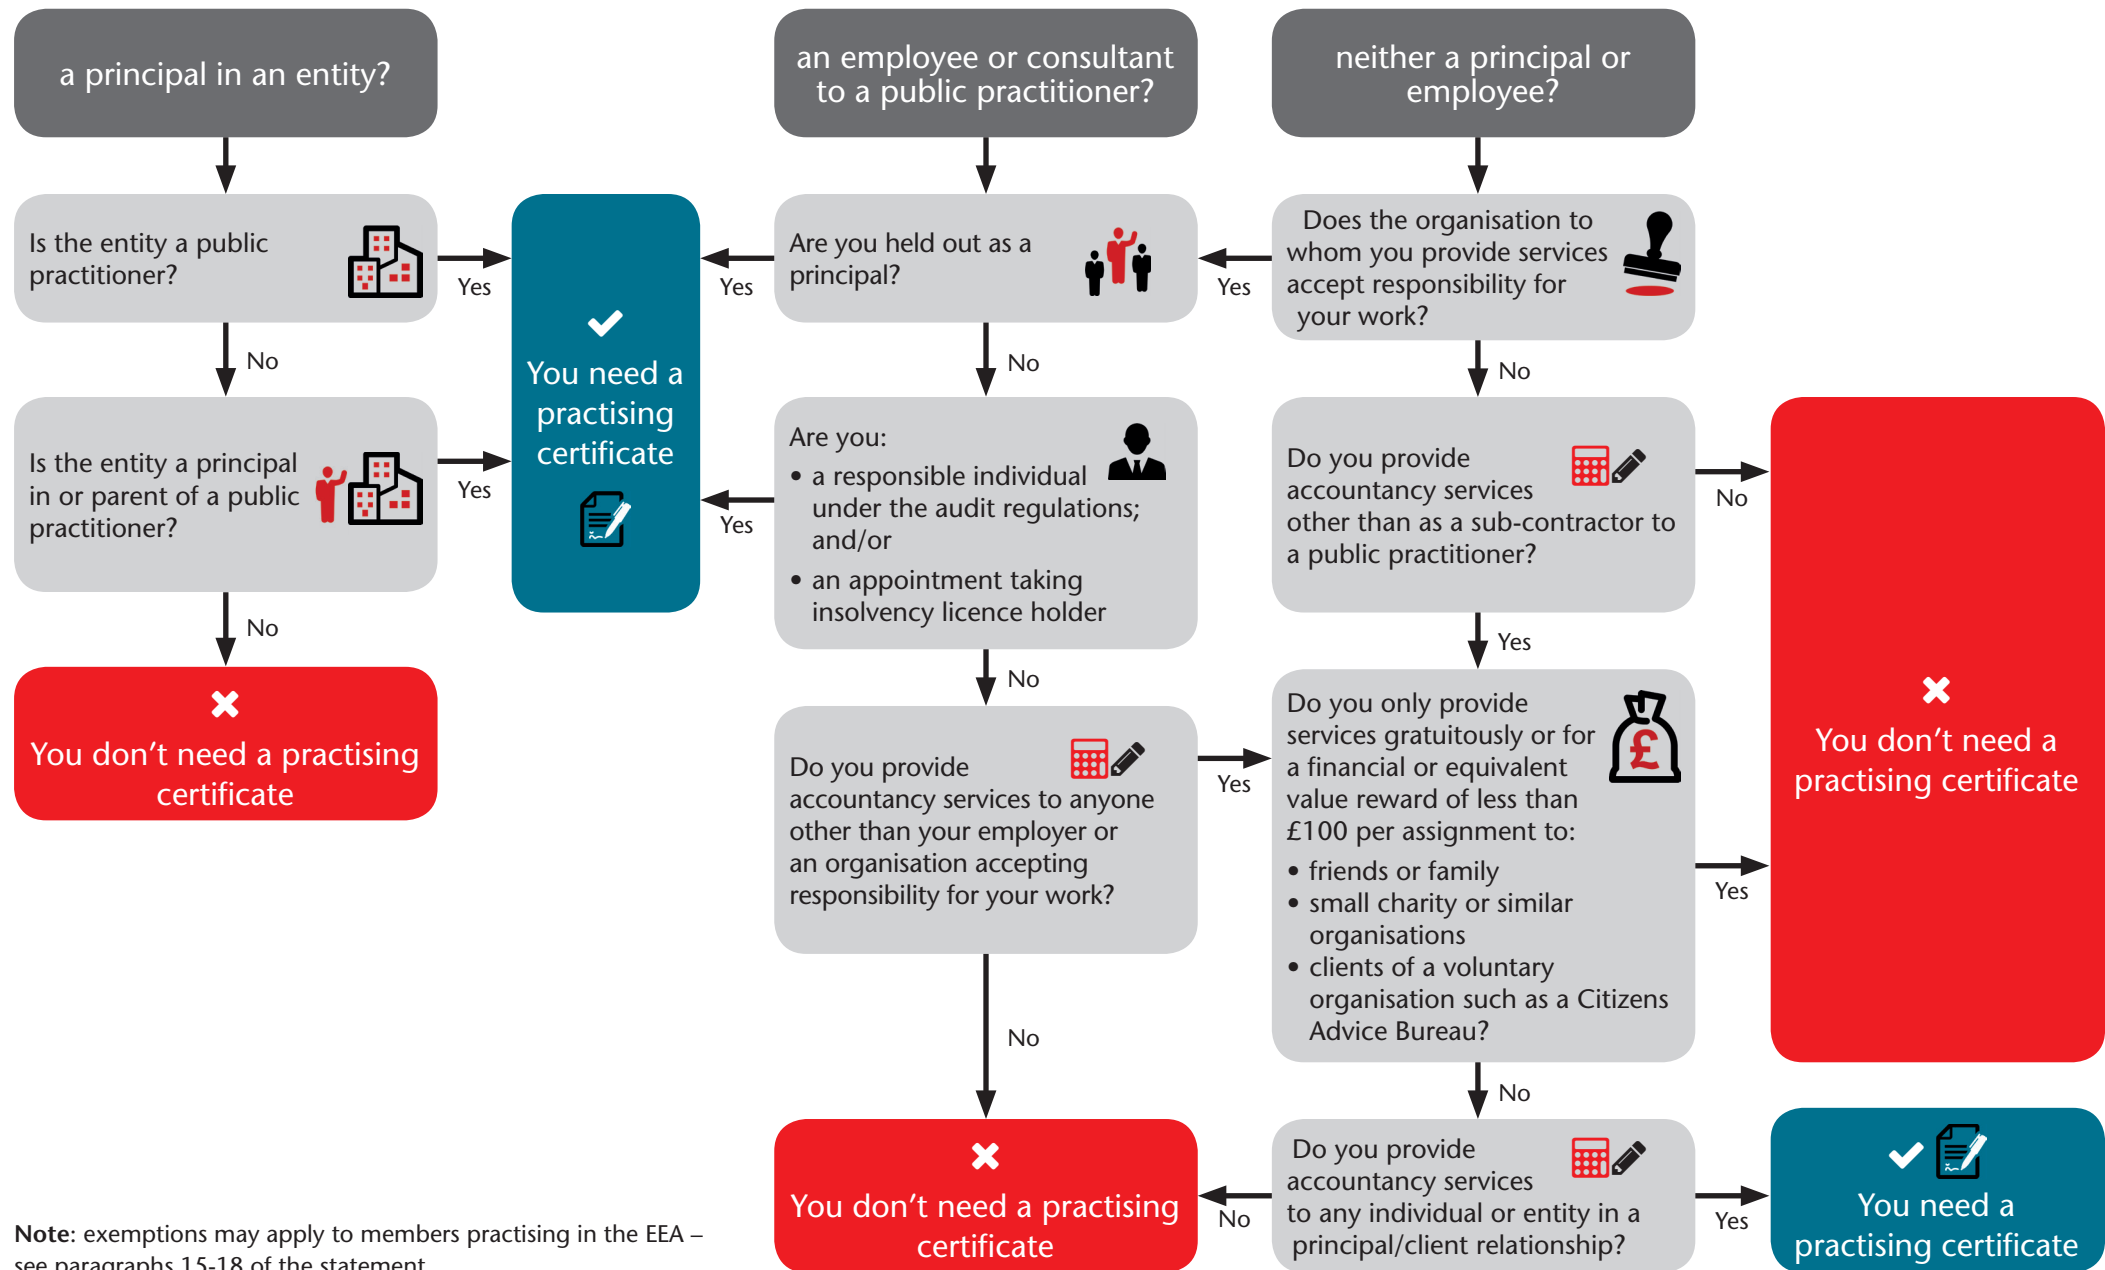 a principal in an entity?
an employee or consultant
to a public practitioner?
neither a principal or
employee?
Is the entity a public
practitioner?
Yes
No
Is the entity a principal
in or parent of a public
practitioner?
Yes
No
You don't need a practising
certificate
You need a
practising
certificate
Are you held out as a
principal?
Yes
No
Are you:
• a responsible individual
under the audit regulations;
and/or
• an appointment taking
insolvency licence holder
Yes
No
Do you provide
accountancy services to anyone
other than your employer or
an organisation accepting
responsibility for your work?
Yes
No
You don't need a practising
certificate
Does the organisation to
whom you provide services
accept responsibility for
your work?
Yes
No
Do you provide
accountancy services
other than as a sub-contractor to
a public practitioner?
No
Yes
Do you only provide
services gratuitously or for
a financial or equivalent
value reward of less than
£100 per assignment to:
• friends or family
• small charity or similar
organisations
• clients of a voluntary
organisation such as a Citizens
Advice Bureau?
£
Yes
No
Do you provide
accountancy services
to any individual or entity in a
principal/client relationship?
No
Yes
You don't need a
practising certificate
You need a
practising certificate
Note: exemptions may apply to members practising in the EEA –
see paragraphs 15-18 of the statement